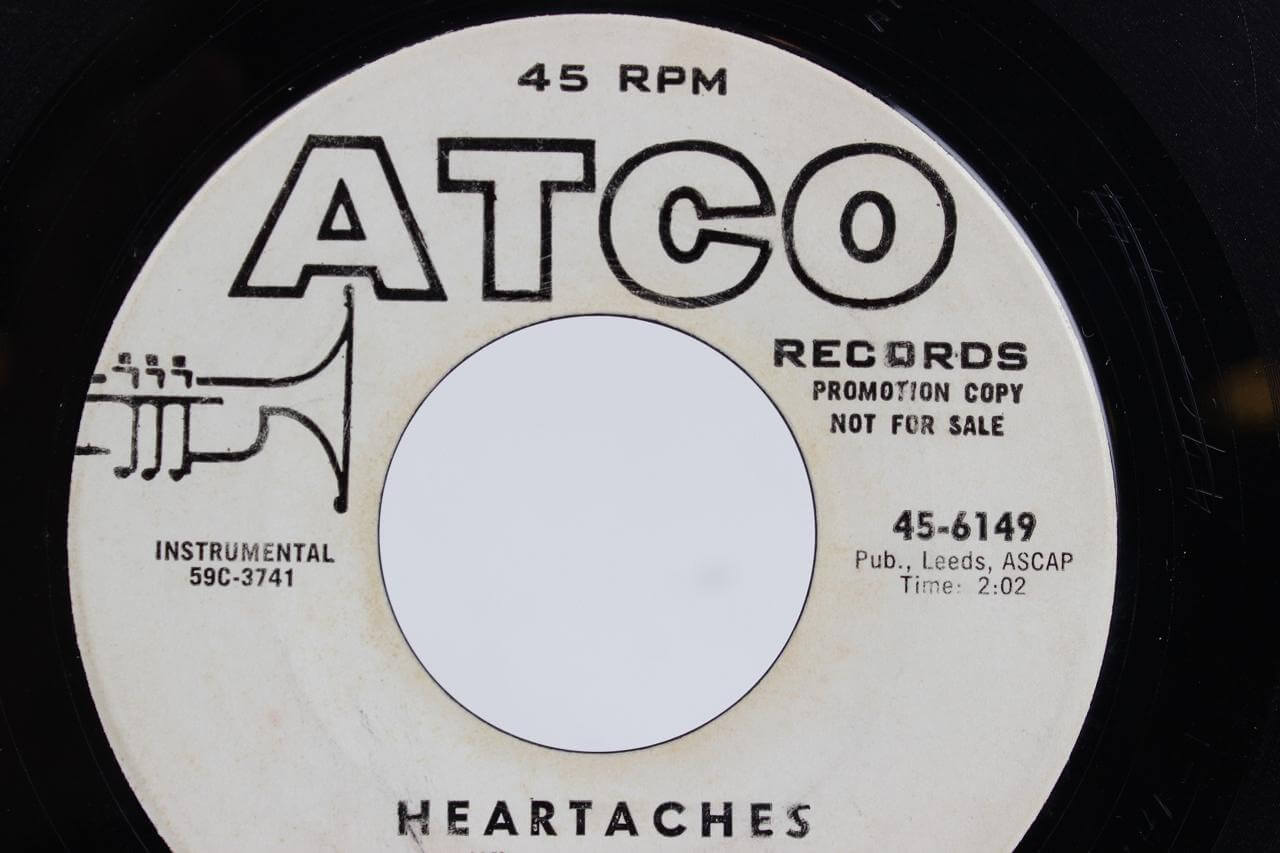 45 RPM
ATCO
RECORDS
PROMOTION COPY
NOT FOR SALE
45-6149
Pub., Leeds, ASCAP
Time: 2:02
INSTRUMENTAL
59C-3741
HEARTACHES